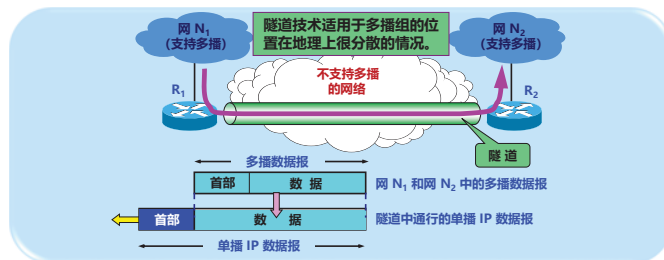 网 N₁
(支持多播)
隧道技术适用于多播组的位
置在地理上很分散的情况。
网 N₂
(支持多播)
不支持多播
的网络
R₁
R₂
隧 道
多播数据报
首部
数 据
网 N₁ 和网 N₂ 中的多播数据报
首部
数 据
隧道中通行的单播 IP 数据报
单播 IP 数据报